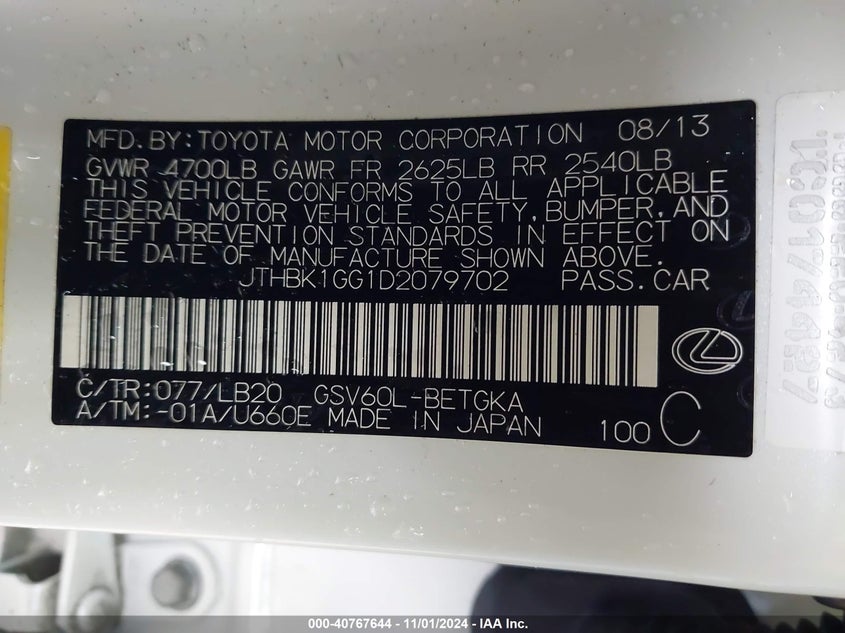 MFD.BY:TOYOTA MOTOR CORPORATION 08/13
GVWR 4700LB GAWR FR 2625LB RR 2540LB
THIS VEHICLE CONFORMS TO ALL APPLICABLE
FEDERAL MOTOR VEHICLE SAFETY,BUMPER,AND
THEFT PREVENTION STANDARDS IN EFFECT ON
THE DATE OF MANUFACTURE SHOWN ABOVE.
JTHBK1GG1D2079702 PASS.CAR
C/TR:077/LB20 GSV60L-BETGKA
A/TM:-01A/U660E MADE IN JAPAN
100 C
000-40767644 - 11/01/2024 - IAA Inc.